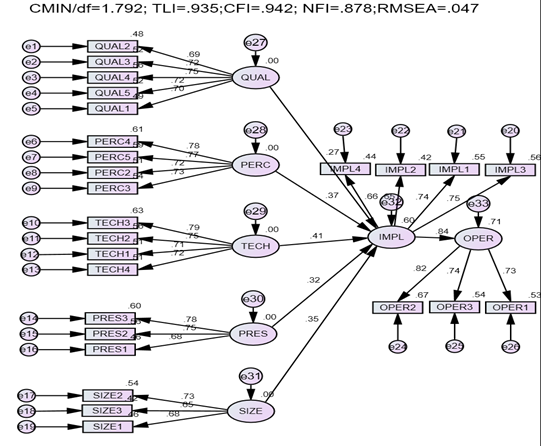 CMIN/df=1.792; TLI=.935;CFI=.942; NFI=.878;RMSEA=.047
e1 QUAL2 .48
e2 QUAL3
e3 QUAL4
e4 QUAL5
e5 QUAL1
.69
.72
.75
.72
.70
e27
.00
QUAL
e6 PERC4 .61
e7 PERC5
e8 PERC2
e9 PERC3
.78
.77
.72
.73
e28
.00
PERC
e10 TECH3 .63
e11 TECH2
e12 TECH1
e13 TECH4
.79
.75
.71
.72
e29
.00
TECH
e14 PRES3 .60
e15 PRES2
e16 PRES1
.78
.75
.68
e30
.00
PRES
e17 SIZE2 .54
e18 SIZE3
e19 SIZE1
.73
.65
.68
e31
.00
SIZE
.27
.37
.41
.32
.35
e23 e22 e21 e20
IMPL4 .44 IMPL2 .42 IMPL1 .55 IMPL3 .56
.66
.74
.75
e32
.60
IMPL
.84
e33
.71
OPER
.82
.74
.73
OPER2 .67 OPER3 .54 OPER1 .53
e24 e25 e26